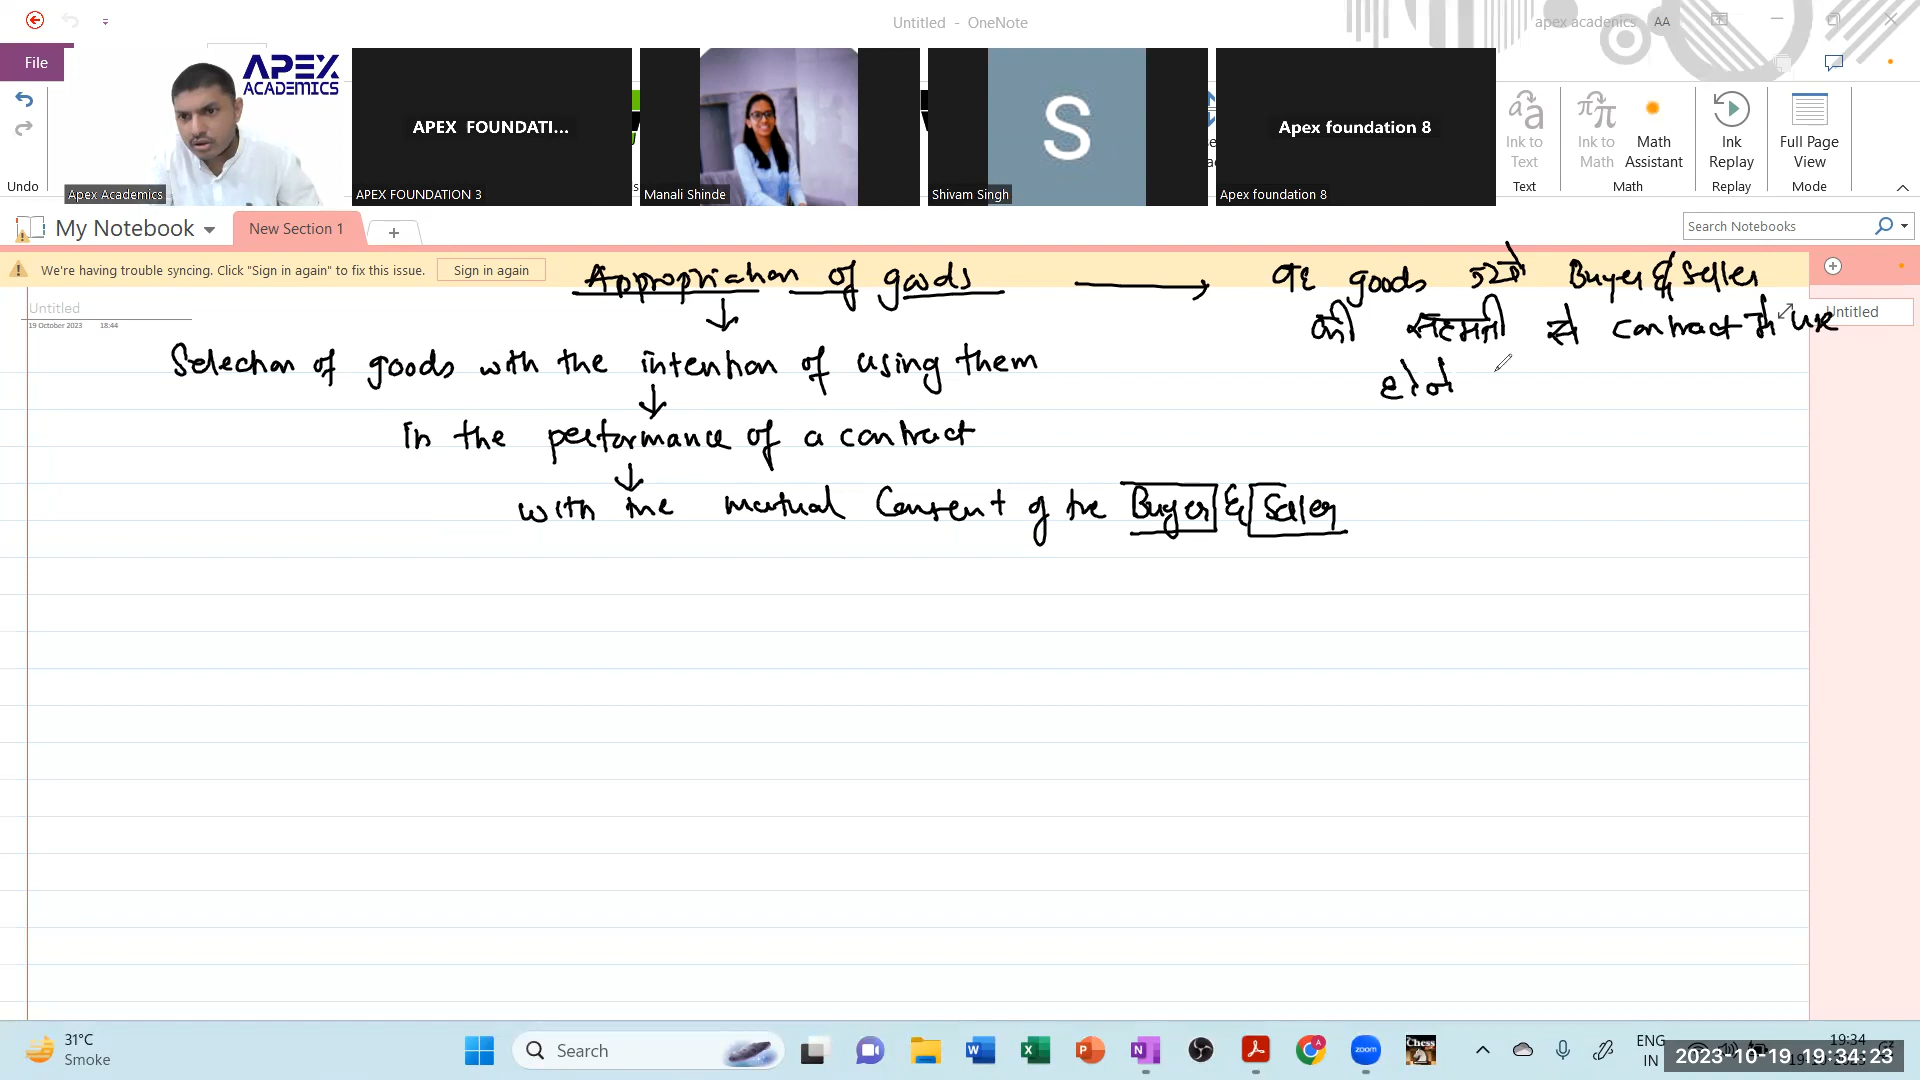 Untitled - OneNote
apex academics AA
File
APEX ACADEMICS
Apex Academics
APEX FOUNDATI...
APEX FOUNDATION 3
Manali Shinde
S
Shivam Singh
Apex foundation 8
Apex foundation 8
Undo
Ink to Text
Ink to Math
Math Assistant
Ink Replay
Full Page View
Text
Math
Replay
Mode
My Notebook
New Section 1
Search Notebooks
We're having trouble syncing. Click "Sign in again" to fix this issue.
Sign in again
Untitled
19 October 2023 18:44
Untitled
Appropriation of goods → goods Buyer & Seller
की सहमती से contract में use
↓
Selection of goods with the intention of using them
↓
In the performance of a contract
↓
with the mutual Consent of the Buyer & Seller
31°C
Smoke
Search
ENG
IN
19:34
2023-10-19 19:34:23